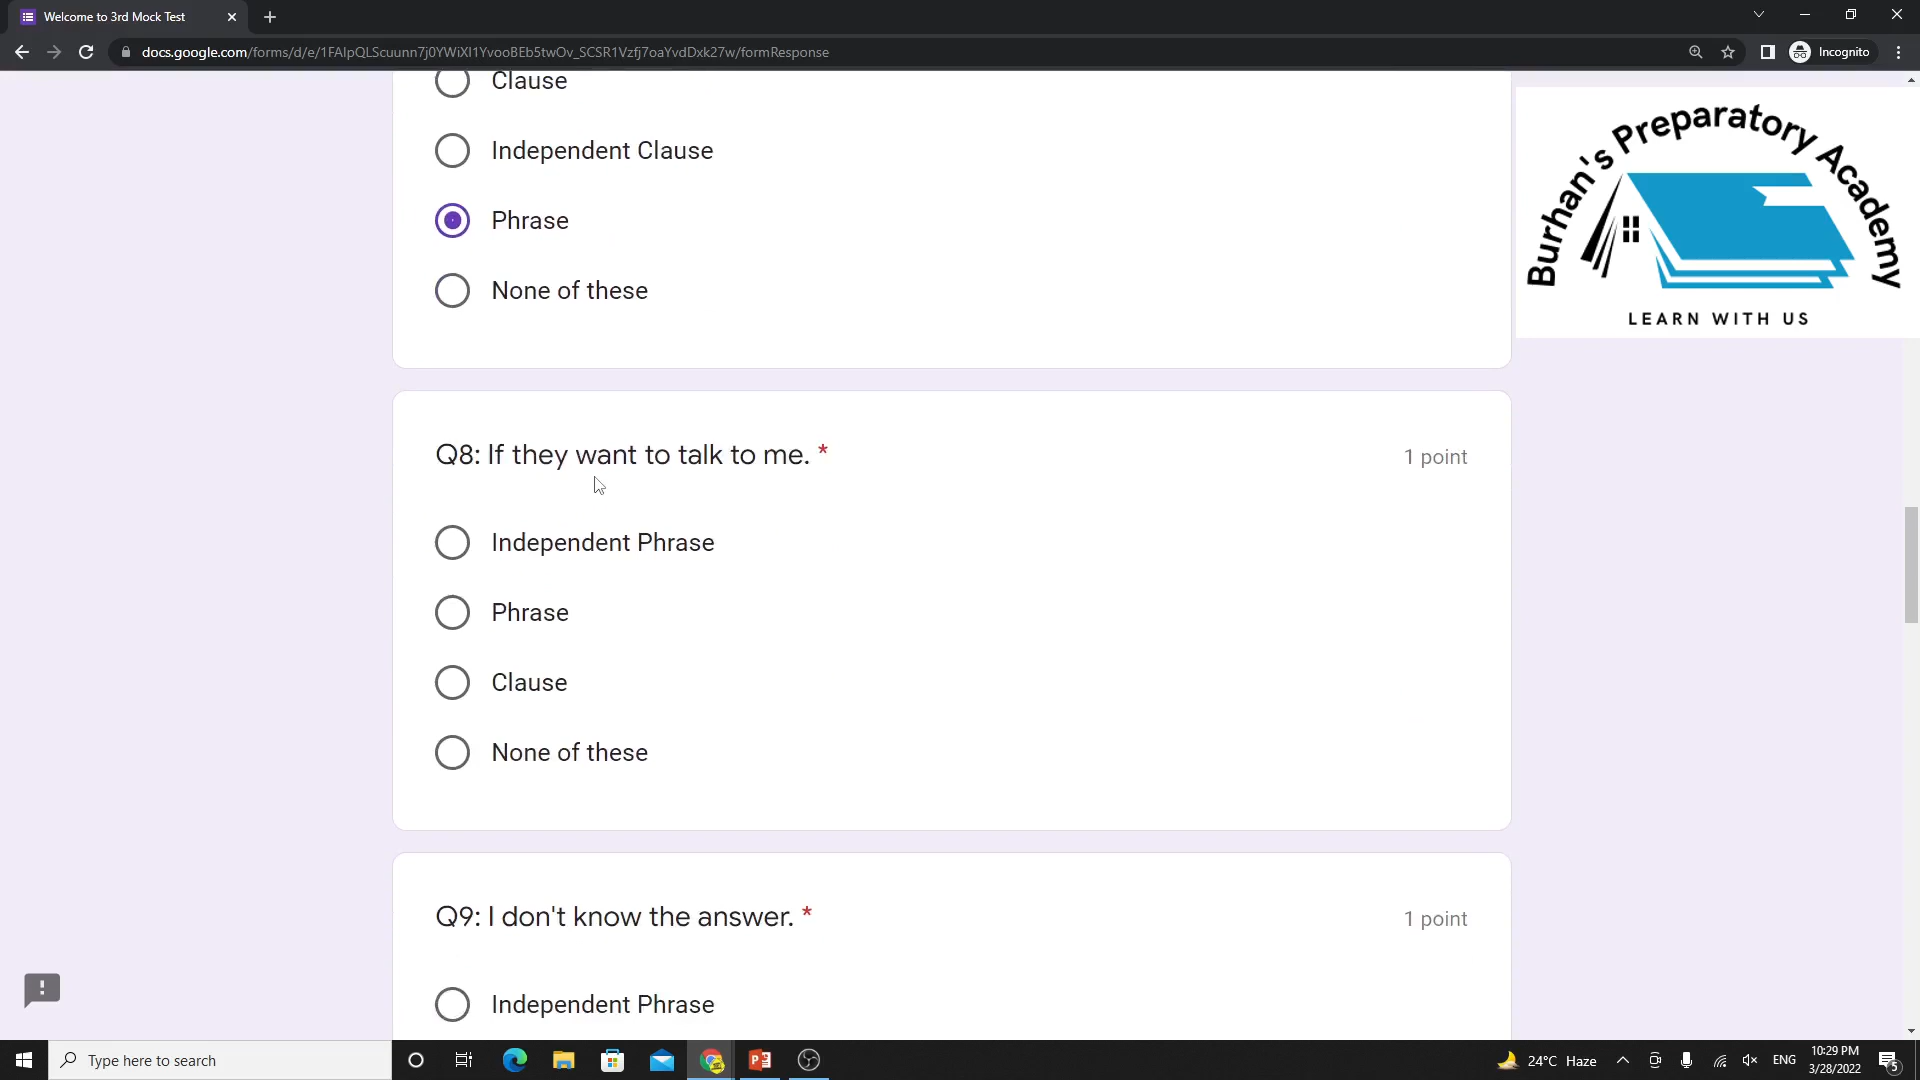 Welcome to 3rd Mock Test
docs.google.com/forms/d/e/1FAIpQLScuunn7j0YWiXI1YvooBEb5twOv_SCSR1Vzfj7oaYvdDxk27w/formResponse
Incognito
Clause
Independent Clause
Phrase
None of these
Burhan's Preparatory Academy
LEARN WITH US
Q8: If they want to talk to me. *
1 point
Independent Phrase
Phrase
Clause
None of these
Q9: I don't know the answer. *
1 point
Independent Phrase
Type here to search
24°C Haze
ENG
10:29 PM
3/28/2022
5